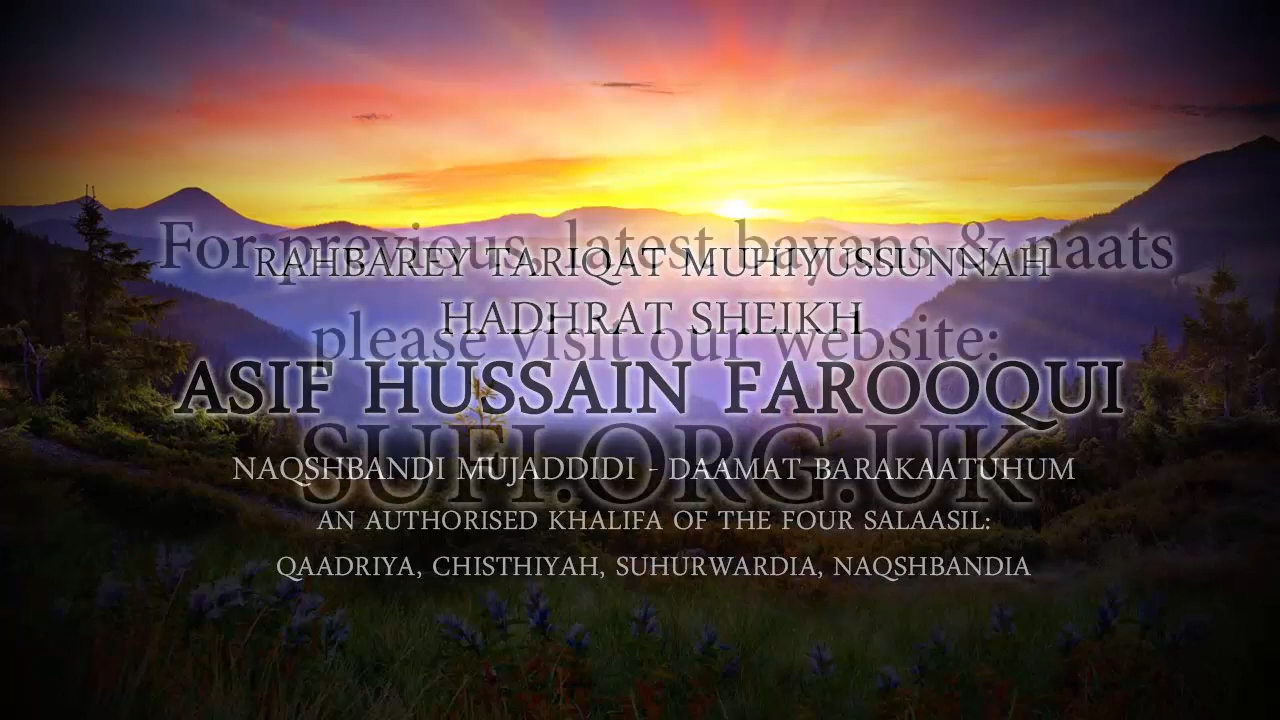 For previous, latest bayans & naats
RAHBAREY TARIQAT MUHIYUSSUNNAH
HADHRAT SHEIKH
please visit our website:
ASIF HUSSAIN FAROOQUI
SUFI.ORG.UK
NAQSHBANDI MUJADDIDI - DAAMAT BARAKAATUHUM
AN AUTHORISED KHALIFA OF THE FOUR SALAASIL:
QAADRIYA, CHISTHIYAH, SUHURWARDIA, NAQSHBANDIA